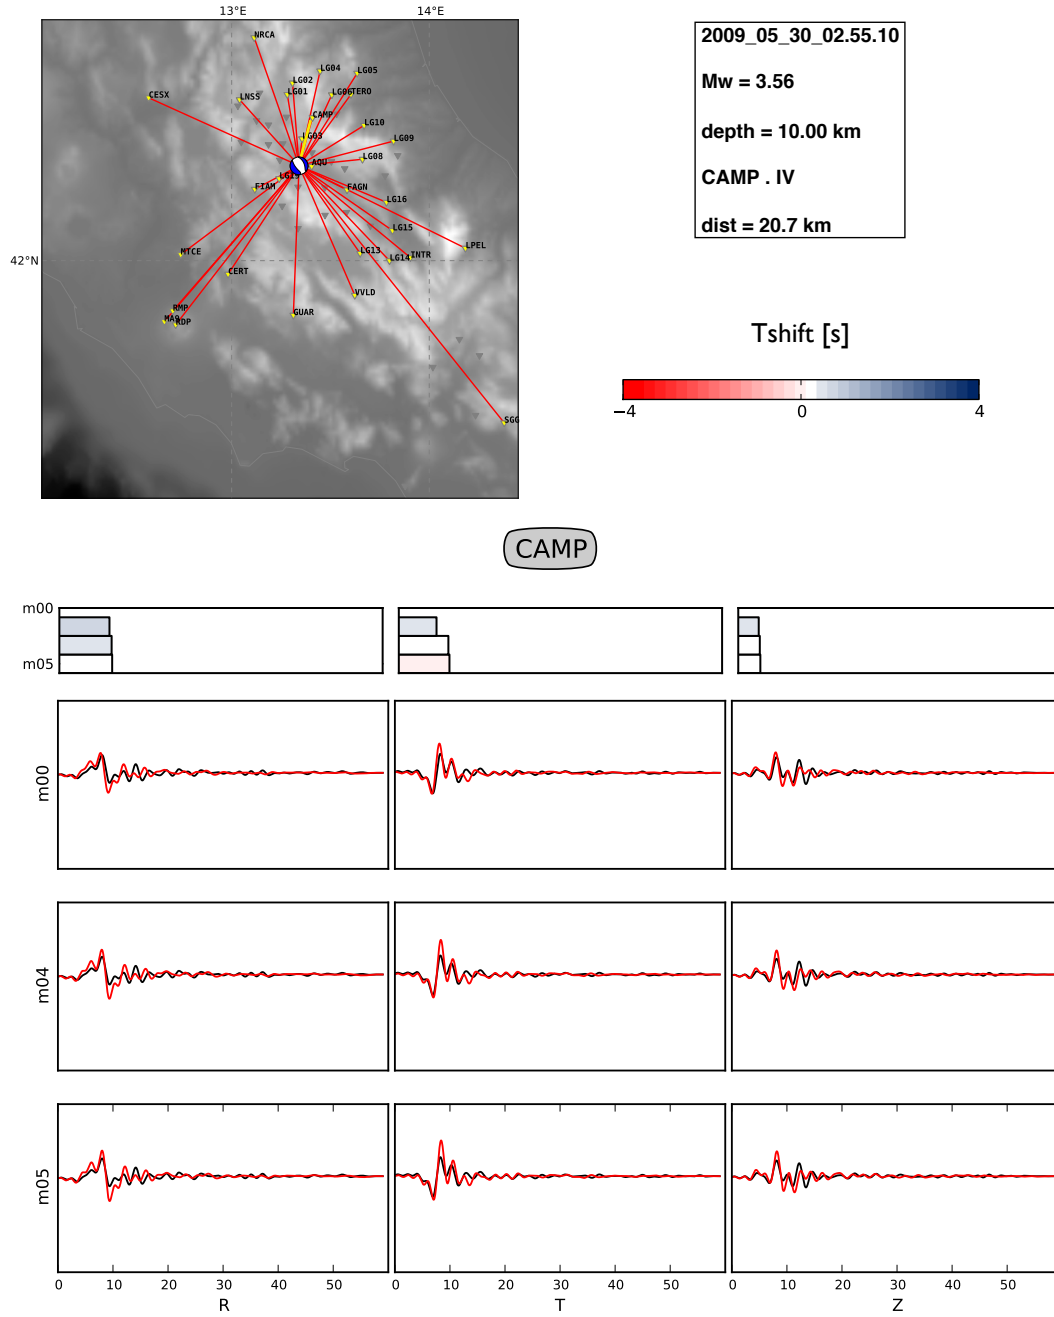 13°E
14°E
42°N
NRCA
LG04
LG05
LG02
CESX
LNSS
LG01
LG06
TERO
CAMP
LG10
LG03
LG09
AQU
LG08
FIAM
FAGN
LG16
LG15
MTCE
LG13
LG14
INTR
LPEL
CERT
VVLD
RMP
GUAR
RDP
SGG
2009_05_30_02.55.10
Mw = 3.56
depth = 10.00 km
CAMP . IV
dist = 20.7 km
Tshift [s]
−4 0 4
CAMP
m00
m05
m00
m04
m05
0 10 20 30 40 50
0 10 20 30 40 50
0 10 20 30 40 50
R T Z